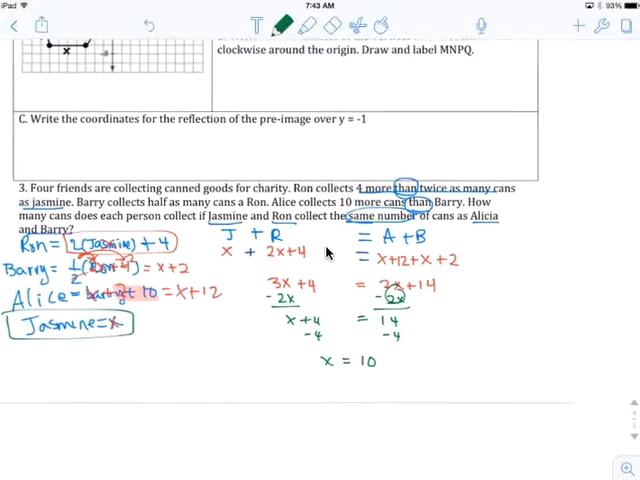 iPad
7:43 AM
93%
T
x
clockwise around the origin. Draw and label MNPQ.
C. Write the coordinates for the reflection of the pre-image over y = -1
3. Four friends are collecting canned goods for charity. Ron collects 4 more than twice as many cans
as jasmine. Barry collects half as many cans a Ron. Alice collects 10 more cans than Barry. How
many cans does each person collect if Jasmine and Ron collect the same number of cans as Alicia
and Barry?
J + R = A + B
Ron = 2(Jasmine) + 4
x + 2x+4 = x+12 + x + 2
Barry = 1/2 = x + 2
3x + 4 = 2x + 14
Alice = + 10 = x + 12
- 2x - 2x
Jasmine = x
x + 4 = 14
-4 -4
x = 10